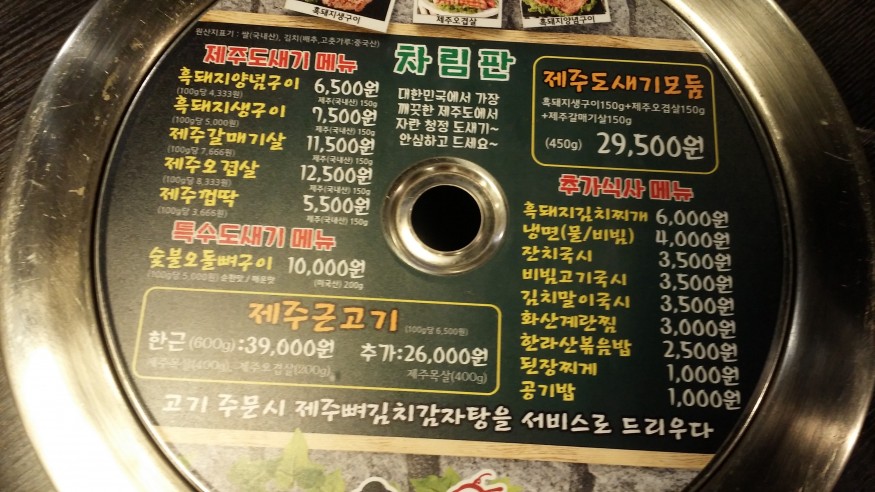 흑돼지생구이
제주오겹살
흑돼지양념구이
원산지표기 : 쌀(국내산), 김치(배추,고춧가루:중국산)
제주도새기 메뉴
흑돼지양념구이 6,500원
(100g당 4,333원) 제주(국내산) 150g
흑돼지생구이 7,500원
(100g당 5,000원) 제주(국내산) 150g
제주갈매기살 11,500원
(100g당 7,666원) 제주(국내산) 150g
제주오겹살 12,500원
(100g당 8,333원) 제주(국내산) 150g
제주껍딱 5,500원
(100g당 3,666원) 제주(국내산) 150g
특수도새기 메뉴
숯불오돌뼈구이 10,000원
(100g당 5,000원) 순한맛 / 매운맛 (미국산) 200g
차림판
대한민국에서 가장
깨끗한 제주도에서
자란 청정 도새기~
안심하고 드세요~
제주도새기모둠
흑돼지생구이150g+제주오겹살150g
+제주갈매기살150g
(450g) 29,500원
추가식사 메뉴
흑돼지김치찌개 6,000원
냉면(물/비빔) 4,000원
잔치국시 3,500원
비빔고기국시 3,500원
김치말이국시 3,500원
화산계란찜 3,000원
한라산볶음밥 2,500원
된장찌게 1,000원
공기밥 1,000원
제주근고기 (100g당 6,500원)
한근(600g):39,000원 추가:26,000원
제주목살(400g), 제주오겹살(200g) 제주목살(400g)
고기 주문시 제주뼈김치감자탕을 서비스로 드리우다